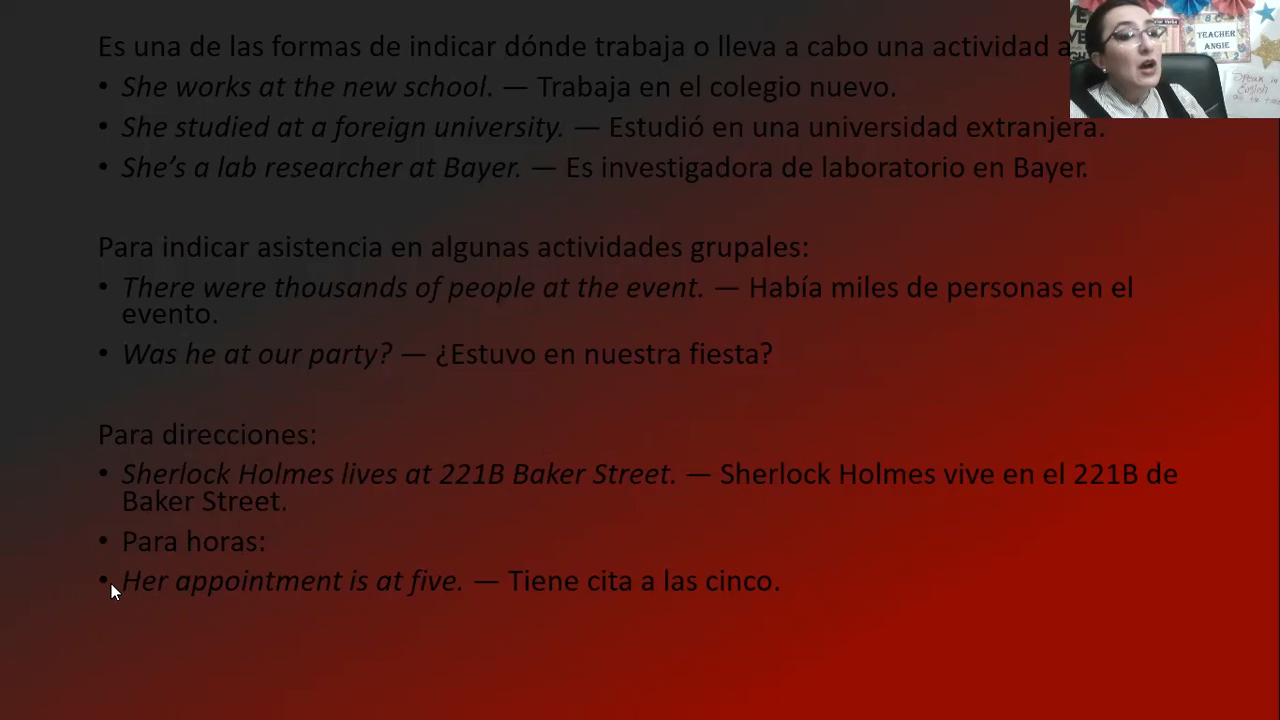 Es una de las formas de indicar dónde trabaja o lleva a cabo una actividad
• She works at the new school. — Trabaja en el colegio nuevo.
• She studied at a foreign university. — Estudió en una universidad extranjera.
• She’s a lab researcher at Bayer. — Es investigadora de laboratorio en Bayer.
Para indicar asistencia en algunas actividades grupales:
• There were thousands of people at the event. — Había miles de personas en el
evento.
• Was he at our party? — ¿Estuvo en nuestra fiesta?
Para direcciones:
• Sherlock Holmes lives at 221B Baker Street. — Sherlock Holmes vive en el 221B de
Baker Street.
• Para horas:
• Her appointment is at five. — Tiene cita a las cinco.
TEACHER
ANGIE
Speak in
English